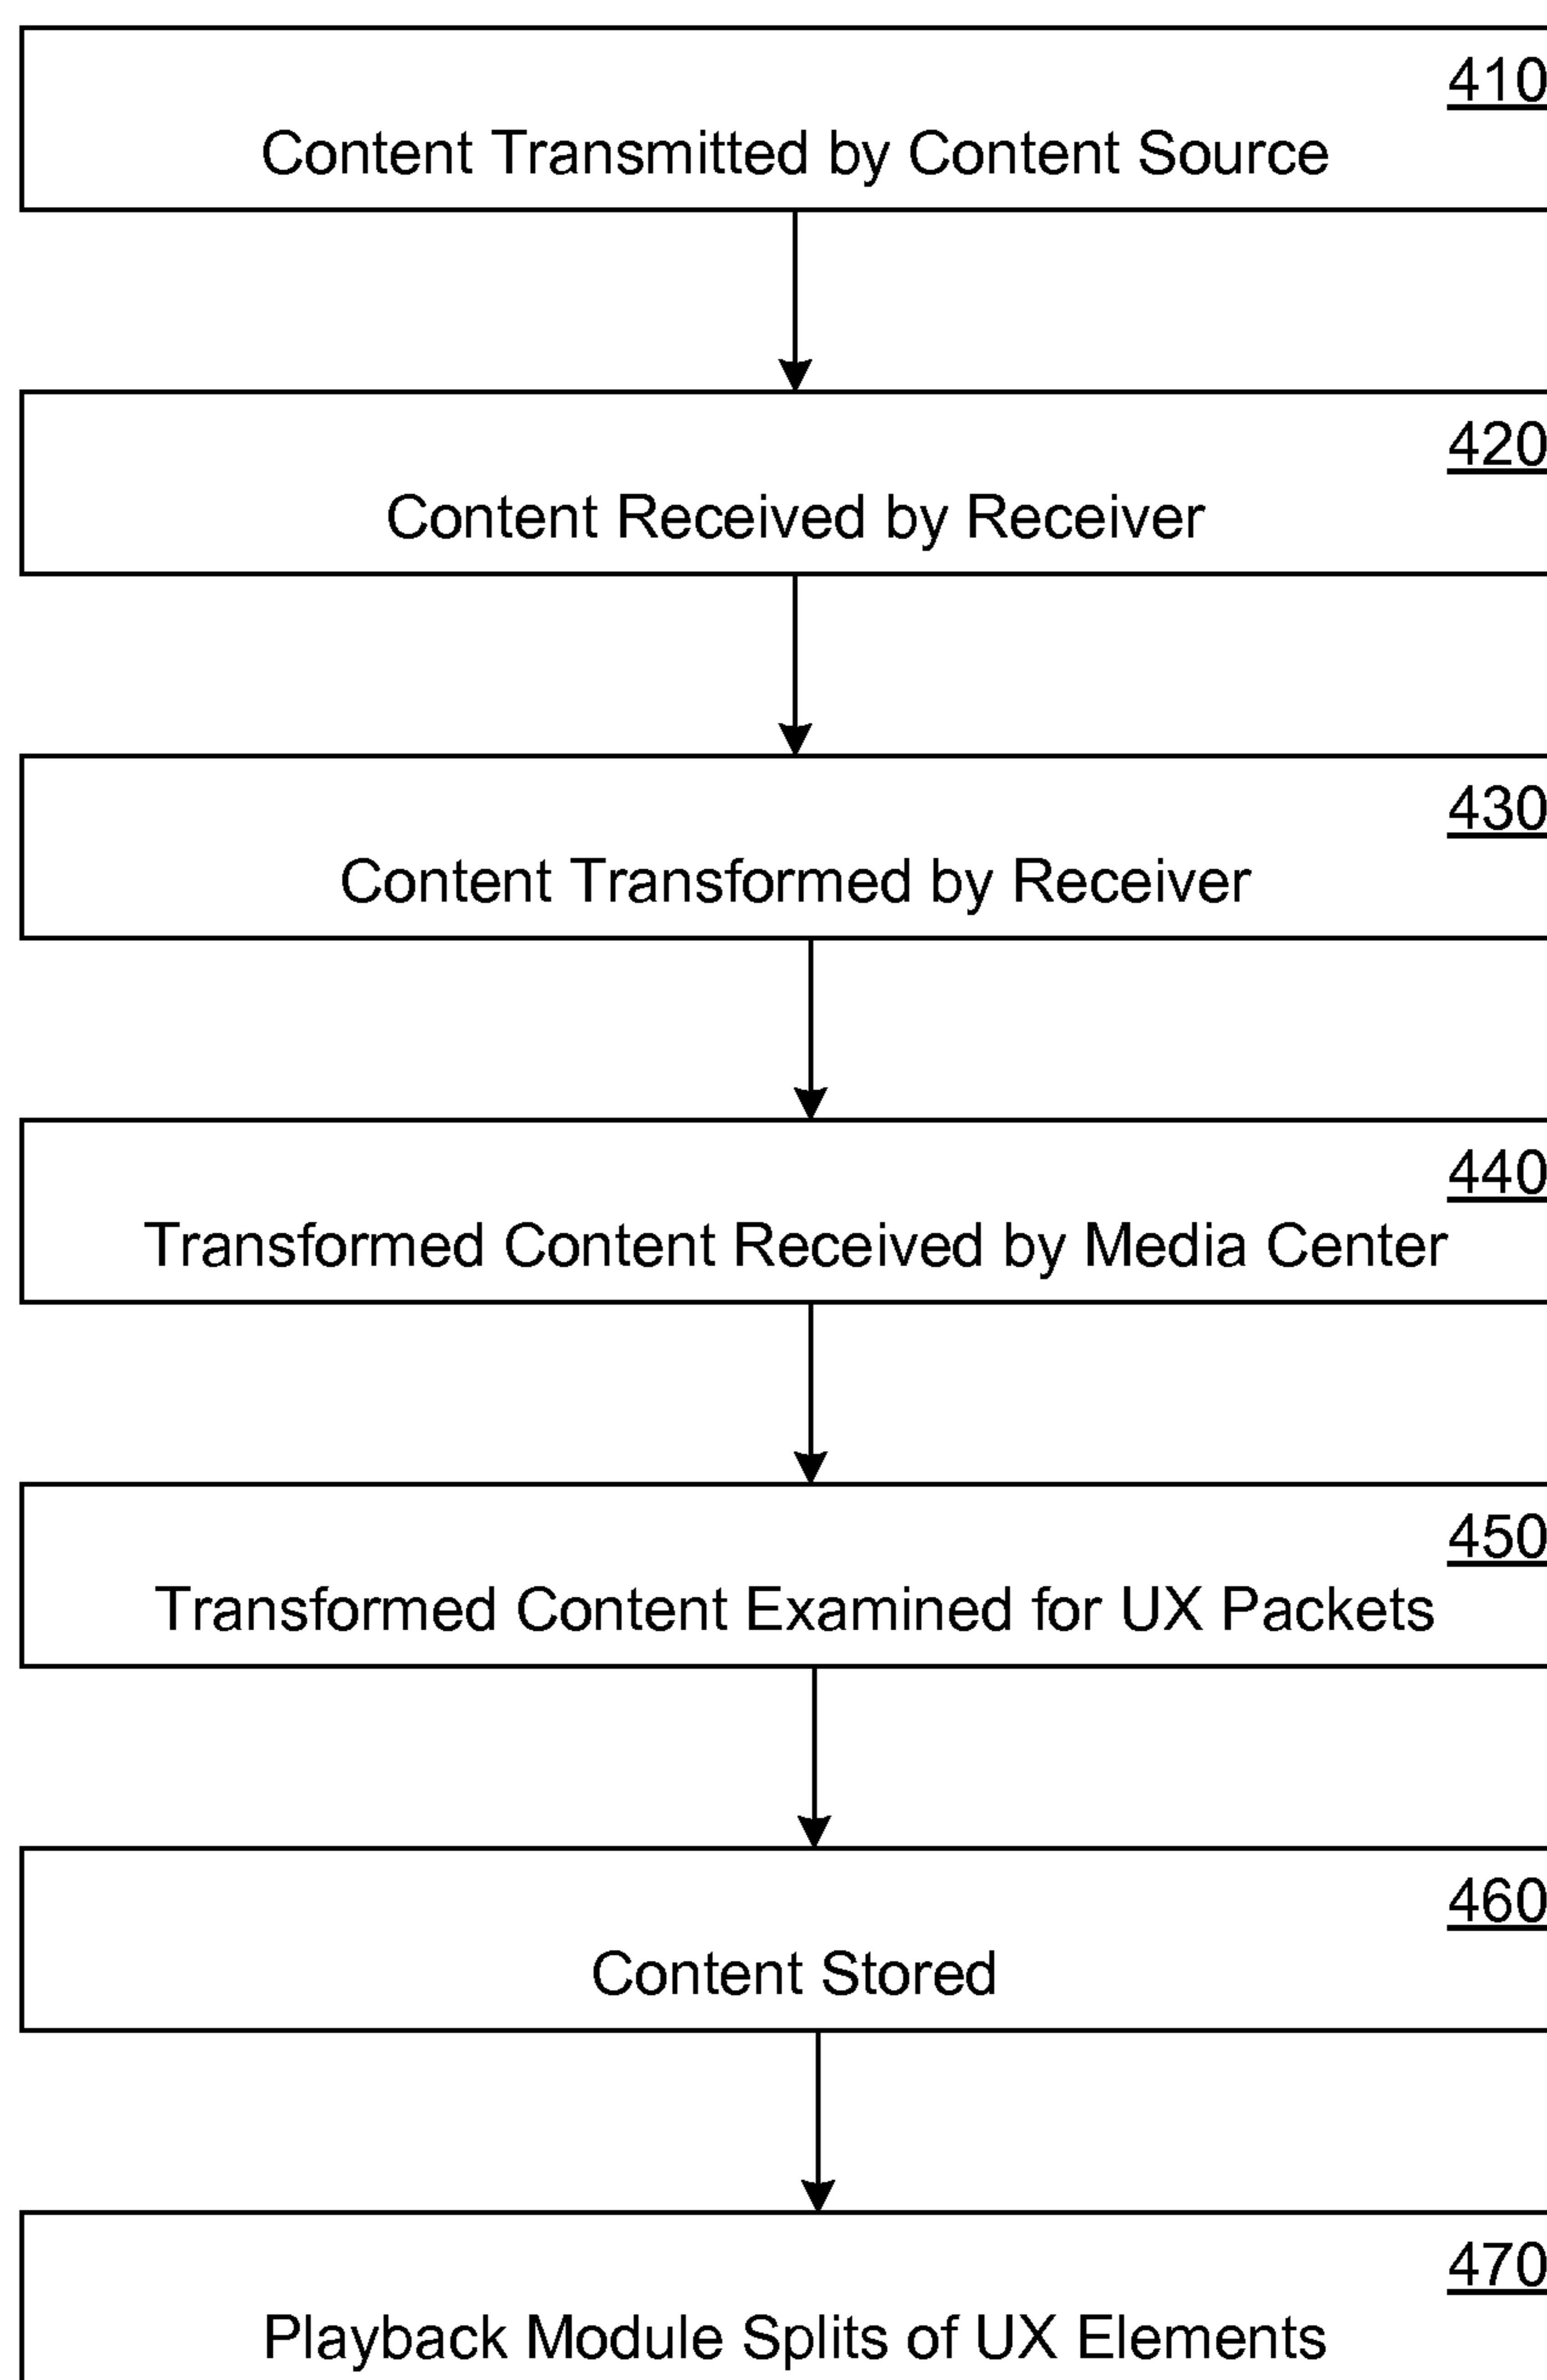 410
Content Transmitted by Content Source
420
Content Received by Receiver
430
Content Transformed by Receiver
440
Transformed Content Received by Media Center
450
Transformed Content Examined for UX Packets
460
Content Stored
470
Playback Module Splits of UX Elements